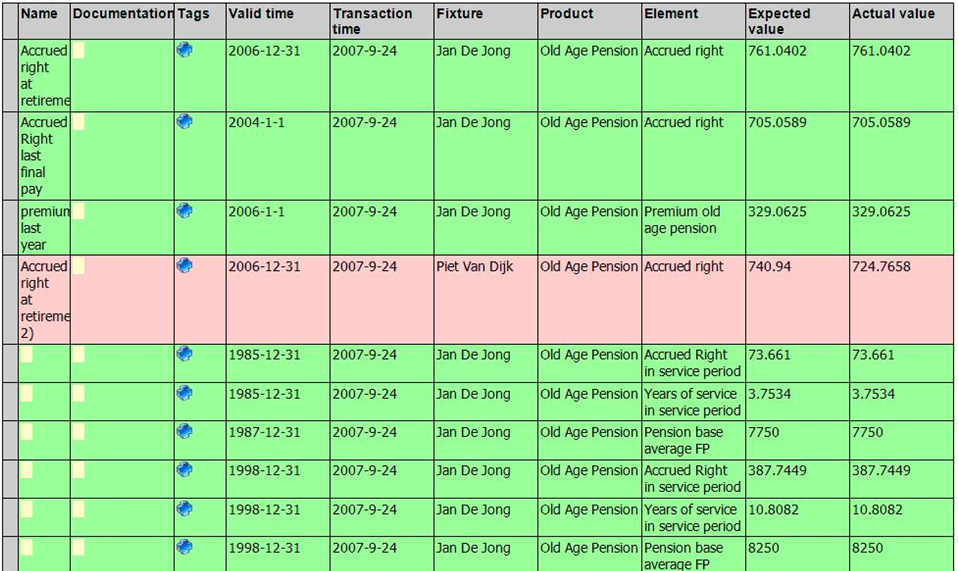 Name Documentation Tags Valid time Transaction time Fixture Product Element Expected value Actual value
Accrued right at retireme 2006-12-31 2007-9-24 Jan De Jong Old Age Pension Accrued right 761.0402 761.0402
Accrued Right last final pay 2004-1-1 2007-9-24 Jan De Jong Old Age Pension Accrued right 705.0589 705.0589
premium last year 2006-1-1 2007-9-24 Jan De Jong Old Age Pension Premium old age pension 329.0625 329.0625
Accrued right at retireme 2) 2006-12-31 2007-9-24 Piet Van Dijk Old Age Pension Accrued right 740.94 724.7658
1985-12-31 2007-9-24 Jan De Jong Old Age Pension Accrued Right in service period 73.661 73.661
1985-12-31 2007-9-24 Jan De Jong Old Age Pension Years of service in service period 3.7534 3.7534
1987-12-31 2007-9-24 Jan De Jong Old Age Pension Pension base average FP 7750 7750
1998-12-31 2007-9-24 Jan De Jong Old Age Pension Accrued Right in service period 387.7449 387.7449
1998-12-31 2007-9-24 Jan De Jong Old Age Pension Years of service in service period 10.8082 10.8082
1998-12-31 2007-9-24 Jan De Jong Old Age Pension Pension base average FP 8250 8250